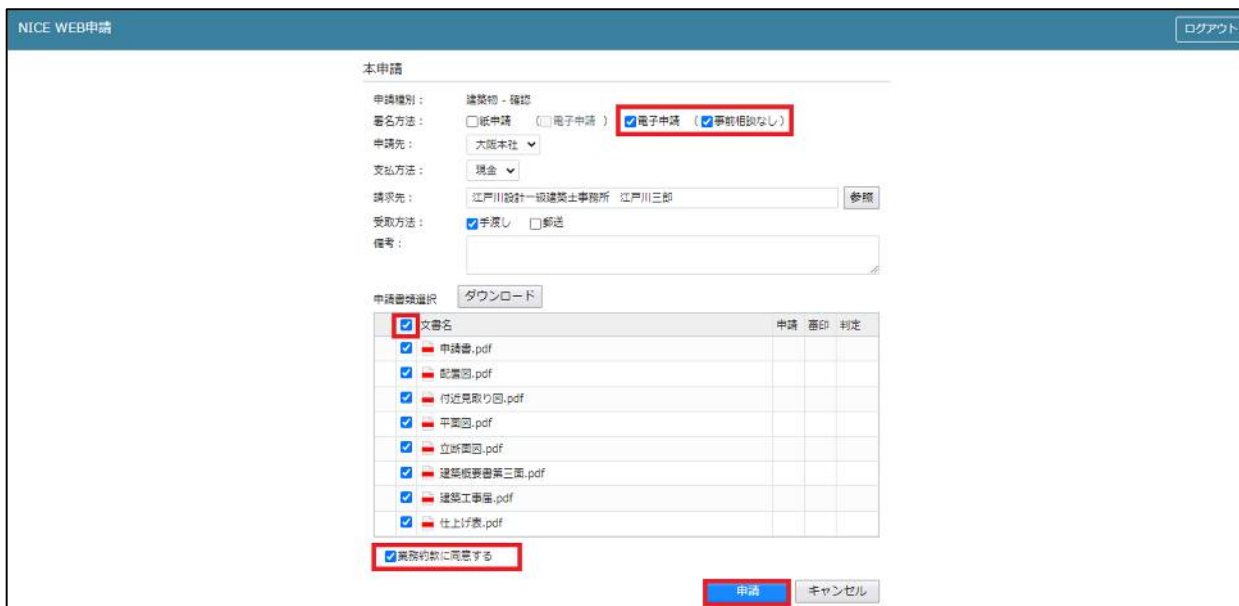 NICE WEB申請
ログアウト
本申請
申請種別： 建築物 - 確認
署名方法： 紙申請 （ 電子申請 ） 電子申請 （ 事前相談なし ）
申請先： 大阪本社
支払方法： 現金
請求先： 江戸川設計一級建築士事務所 江戸川三郎 参照
受取方法： 手渡し 郵送
備考：
申請書類選択 ダウンロード
文書名 申請 審印 判定
申請書.pdf
配置図.pdf
付近見取り図.pdf
平面図.pdf
立断面図.pdf
建築概要書第三面.pdf
建築工事届.pdf
仕上げ表.pdf
業務約款に同意する
申請 キャンセル